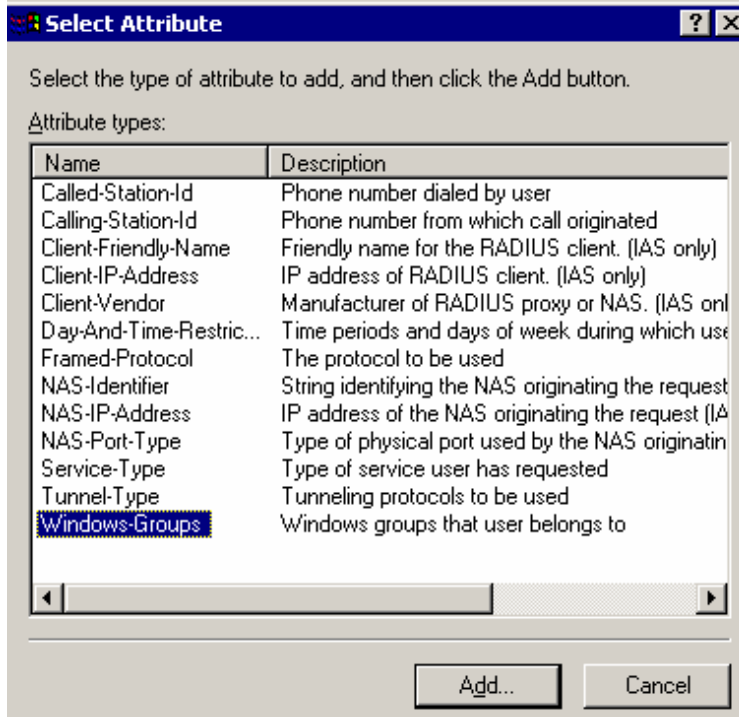 Select Attribute
Select the type of attribute to add, and then click the Add button.
Attribute types:
Name Description
Called-Station-Id Phone number dialed by user
Calling-Station-Id Phone number from which call originated
Client-Friendly-Name Friendly name for the RADIUS client. (IAS only)
Client-IP-Address IP address of RADIUS client. (IAS only)
Client-Vendor Manufacturer of RADIUS proxy or NAS. (IAS onl
Day-And-Time-Restric... Time periods and days of week during which use
Framed-Protocol The protocol to be used
NAS-Identifier String identifying the NAS originating the request
NAS-IP-Address IP address of the NAS originating the request (IA
NAS-Port-Type Type of physical port used by the NAS originatin
Service-Type Type of service user has requested
Tunnel-Type Tunneling protocols to be used
Windows-Groups Windows groups that user belongs to
Add... Cancel